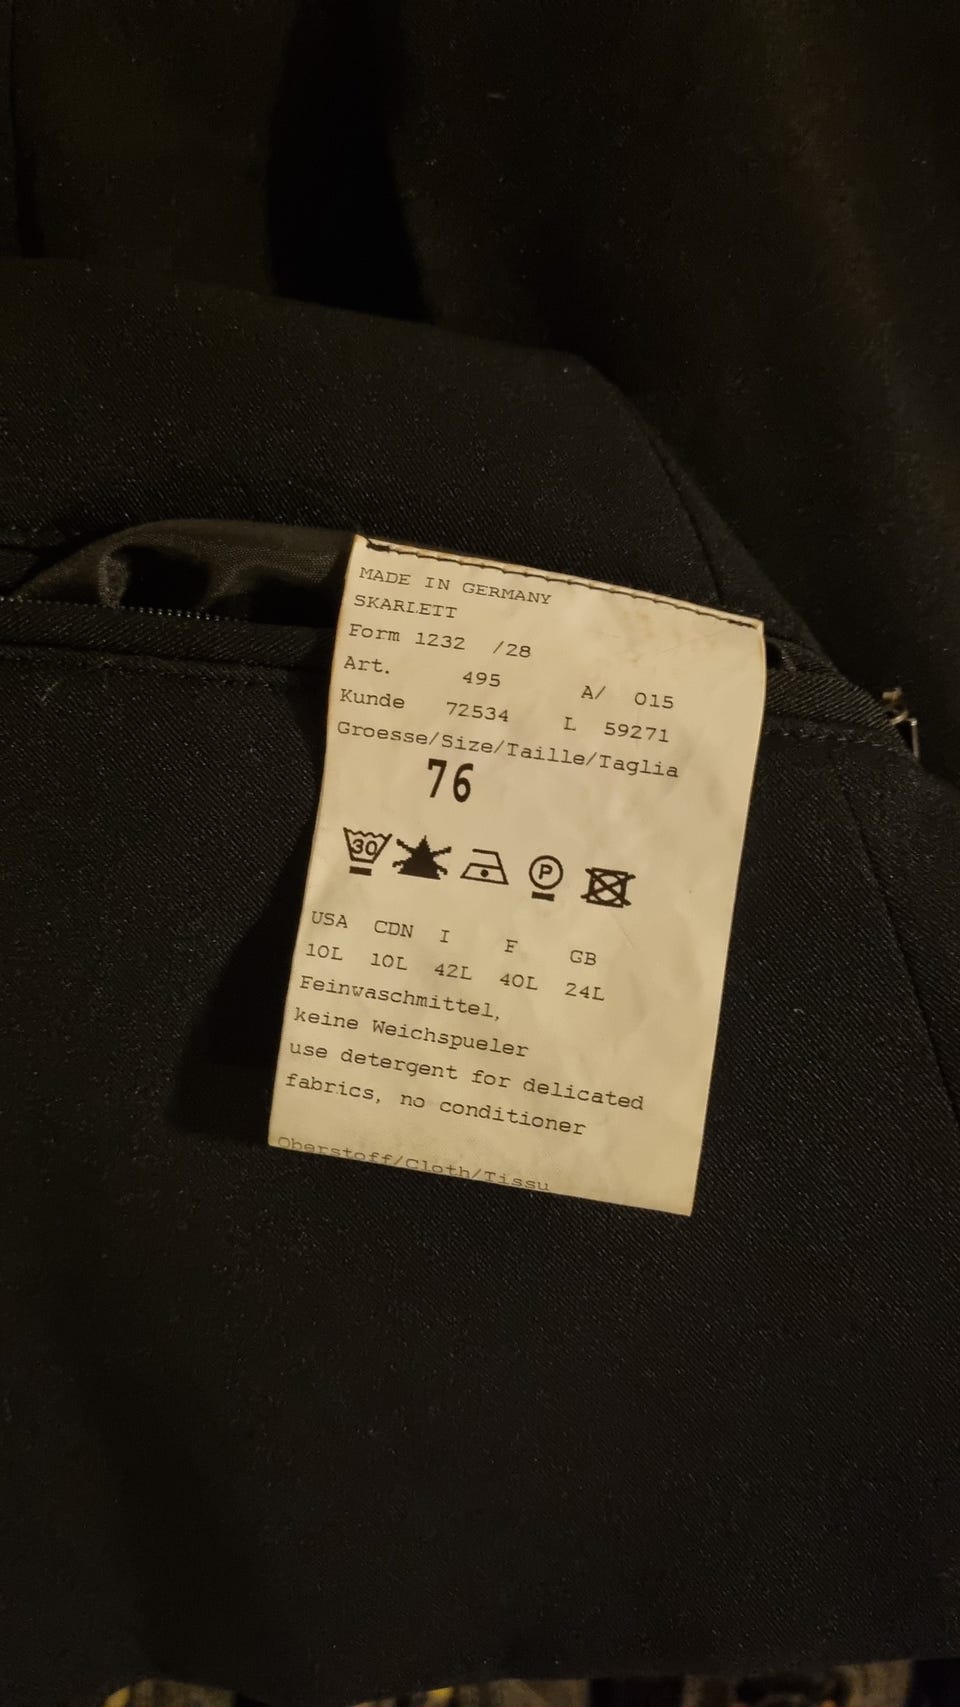 MADE IN GERMANY
SKARLETT
Form 1232 /28
Art. 495 A/ 015
Kunde 72534 L 59271
Groesse/Size/Taille/Taglia
76
30 P
USA CDN I F GB
10L 10L 42L 40L 24L
Feinwaschmittel,
keine Weichspueler
use detergent for delicated
fabrics, no conditioner
Oberstoff/Cloth/Tissu